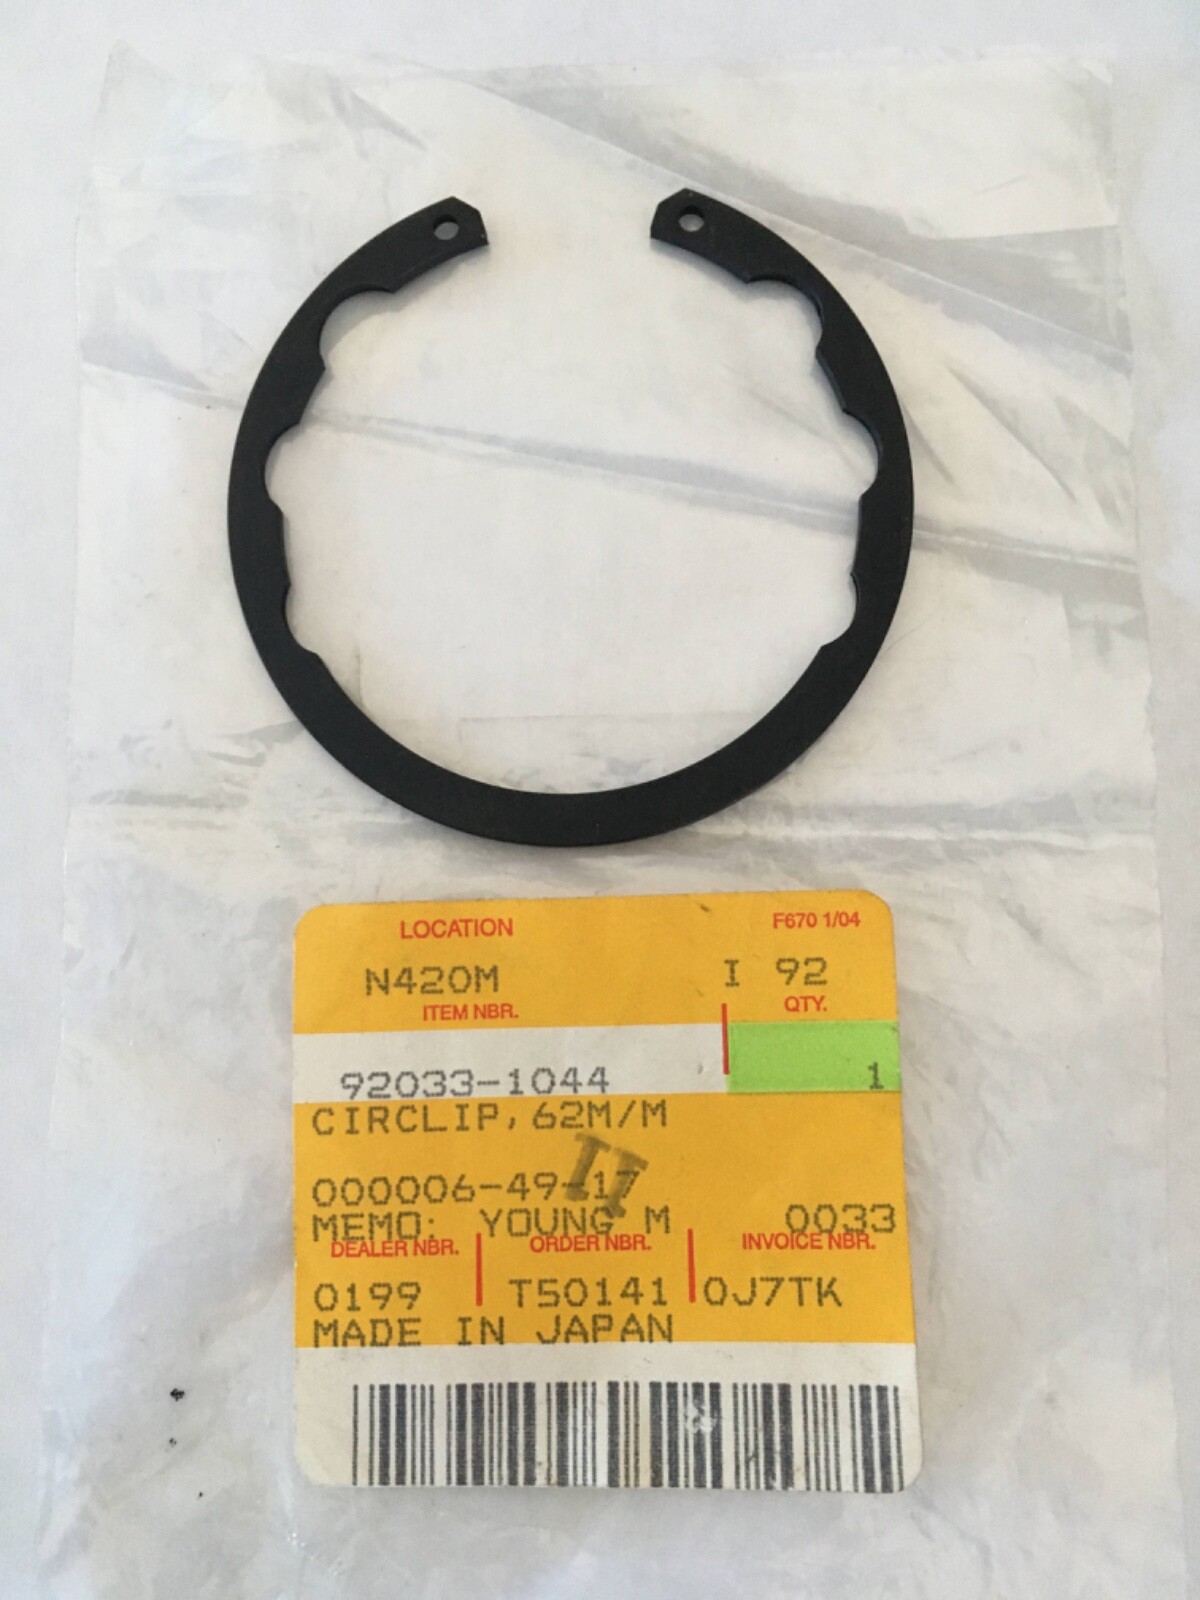 LOCATION F670 1/04
N420M I 92
ITEM NBR. QTY.
92033-1044 1
CIRCLIP,62M/M
II
000006-49-17
MEMO: YOUNG M 0033
DEALER NBR. ORDER NBR. INVOICE NBR.
0199 T50141 0J7TK
MADE IN JAPAN